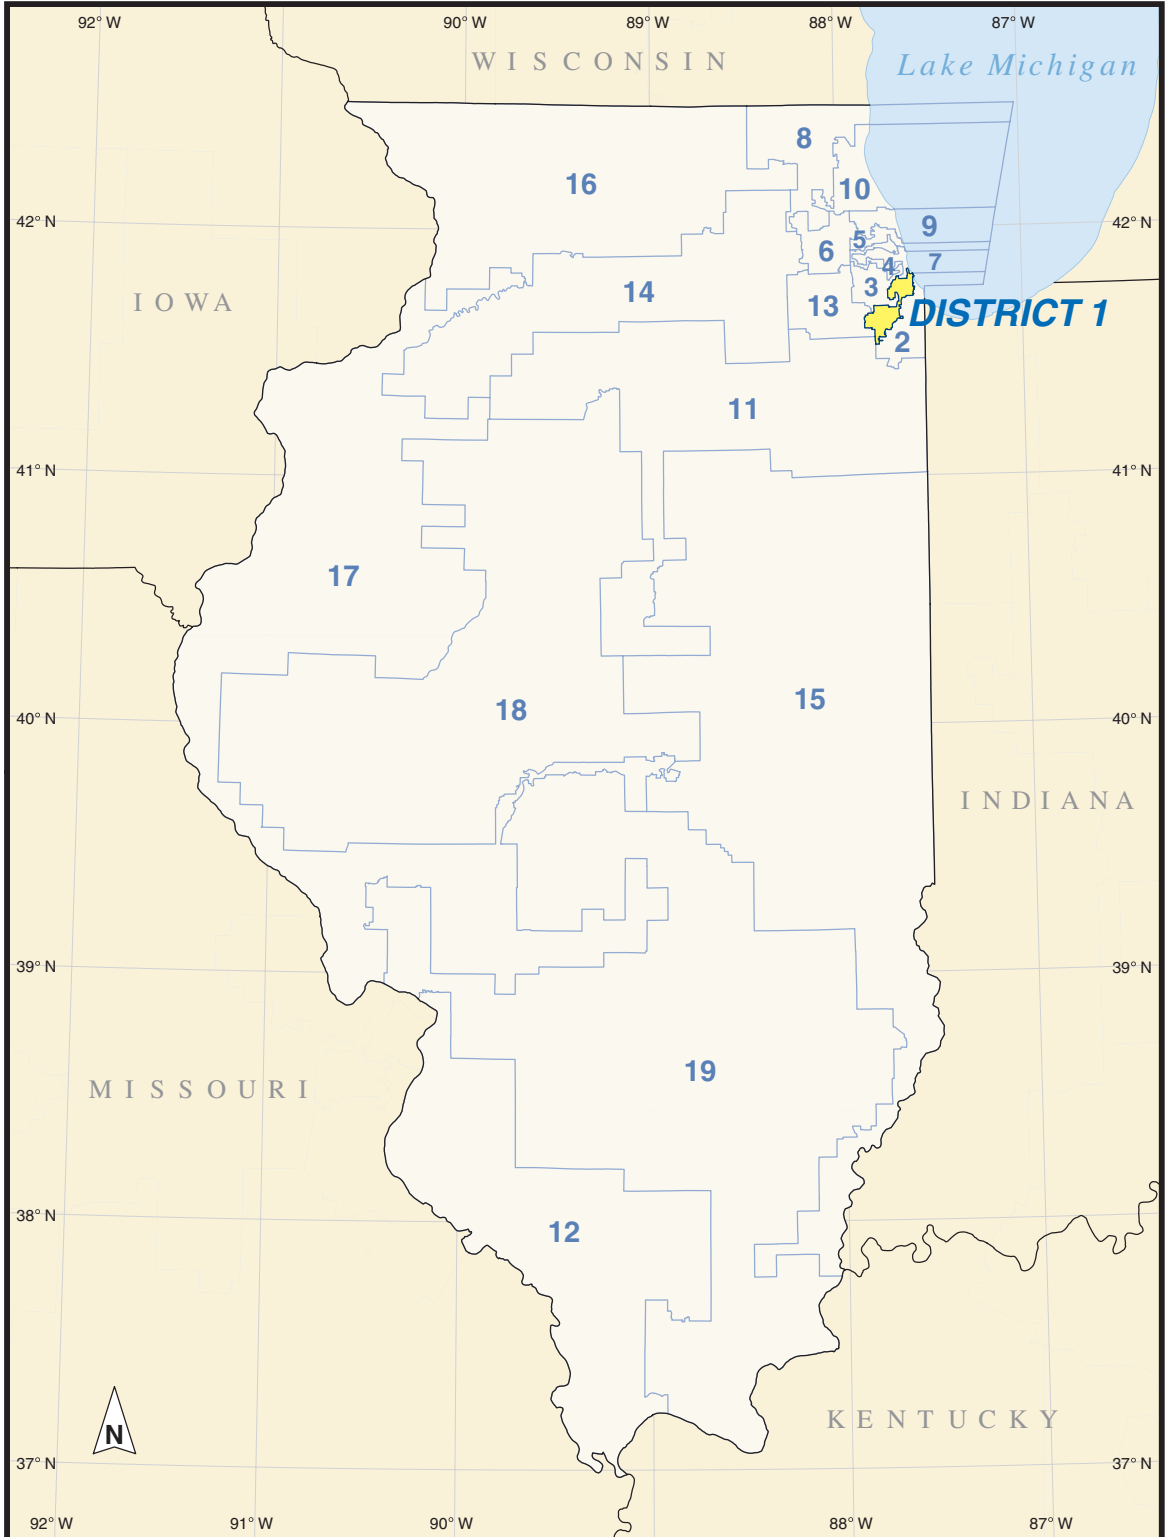 92° W 90° W 89° W 88° W 87° W
WISCONSIN
Lake Michigan
8
16
10
42° N 42° N
9
5
6
7
4
14
3
IOWA
13
DISTRICT 1
2
11
41° N 41° N
17
15
18
40° N 40° N
INDIANA
39° N 39° N
19
MISSOURI
38° N 38° N
12
KENTUCKY
N
37° N 37° N
92° W 91° W 90° W 88° W 87° W